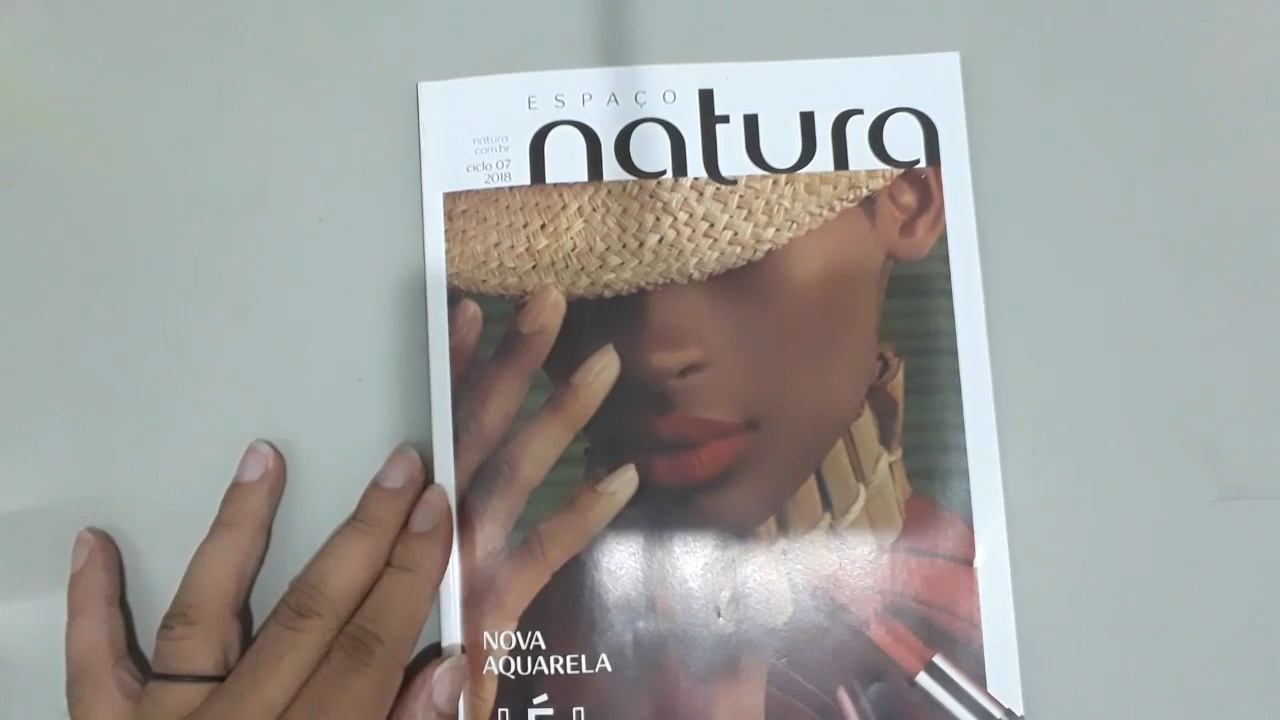 ESPAÇO
natura
natura
com.br
ciclo 07
2018
NOVA
AQUARELA